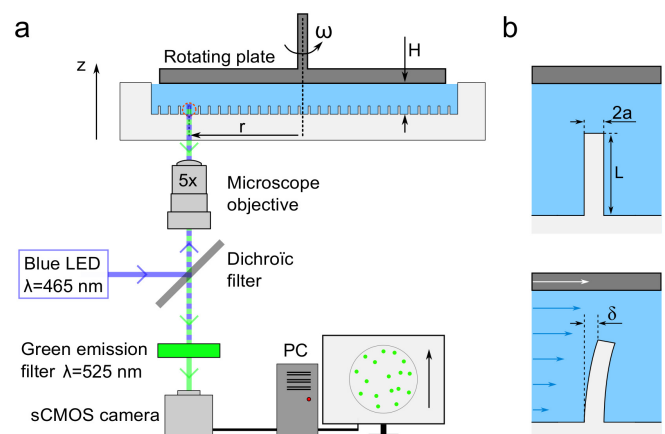 a
z
Rotating plate
ω
H
r
5x
Microscope
objective
Blue LED
λ=465 nm
Dichroïc
filter
Green emission
filter λ=525 nm
PC
sCMOS camera
b
2a
L
δ